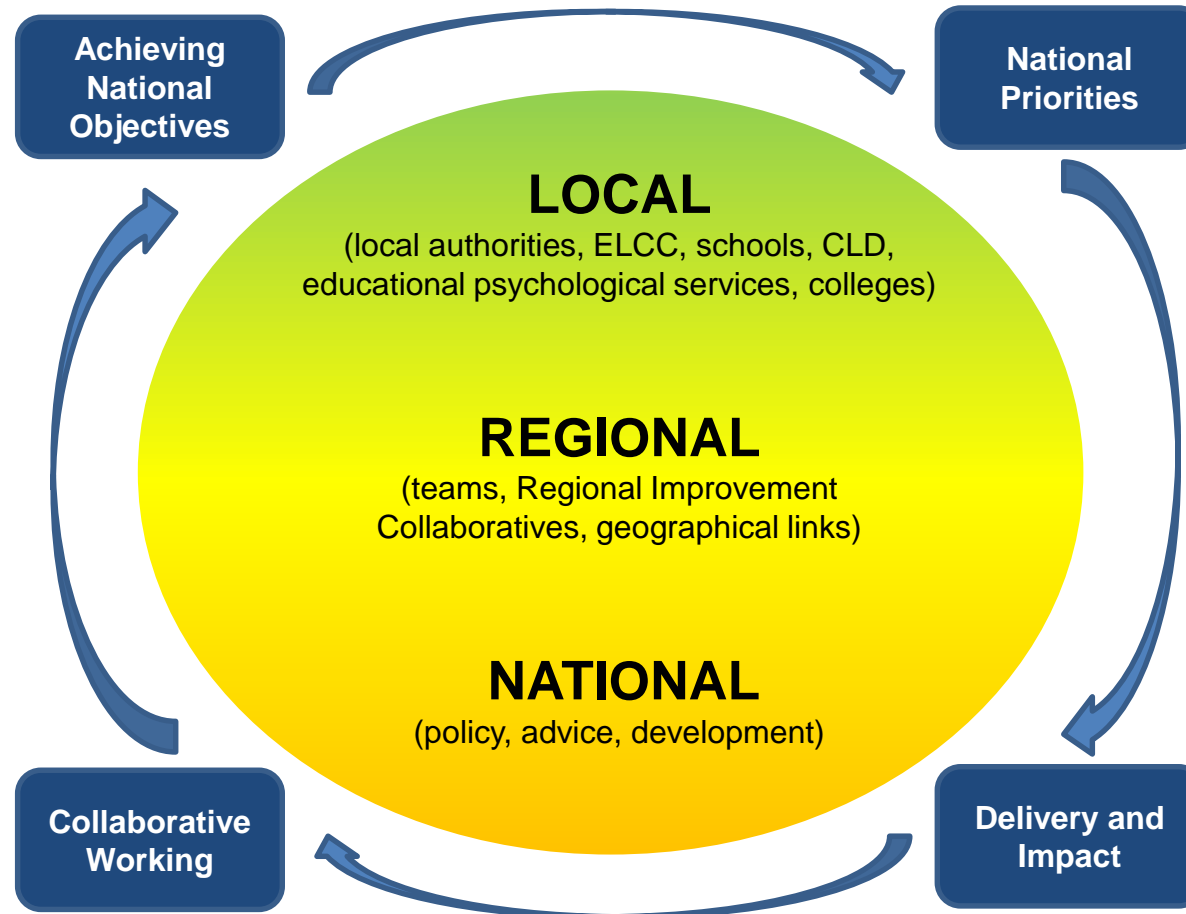 Achieving
National
Objectives
National
Priorities
LOCAL
(local authorities, ELCC, schools, CLD,
educational psychological services, colleges)
REGIONAL
(teams, Regional Improvement
Collaboratives, geographical links)
NATIONAL
(policy, advice, development)
Collaborative
Working
Delivery and
Impact